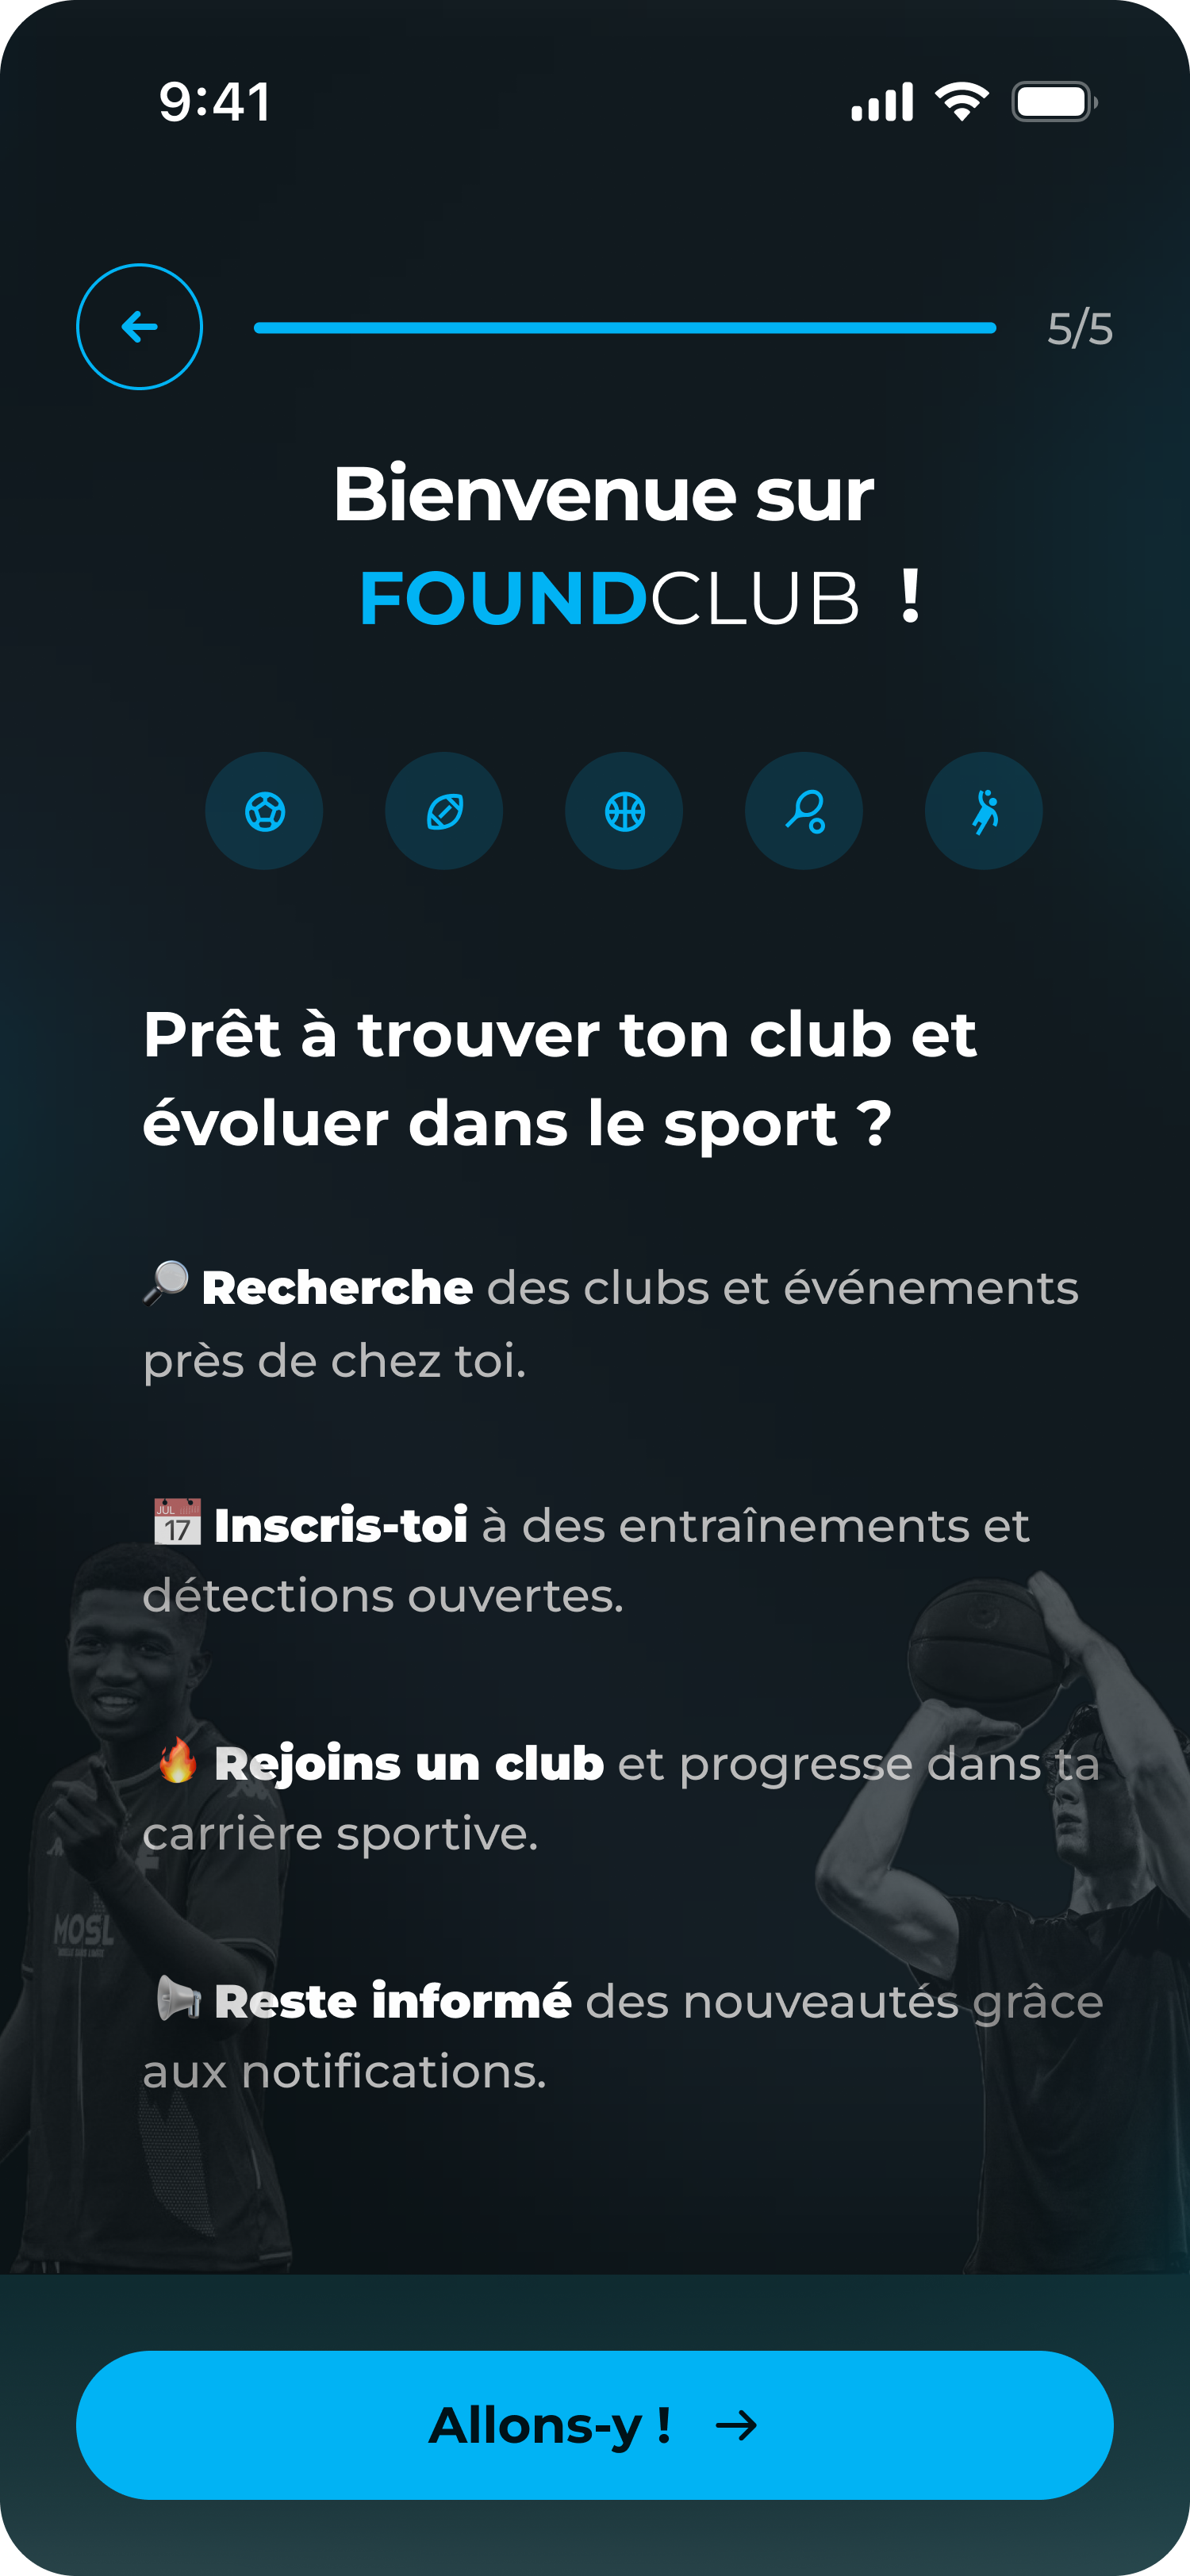 9:41
5/5
Bienvenue sur
FOUNDCLUB !
Prêt à trouver ton club et
évoluer dans le sport ?
🔎 Recherche des clubs et événements
près de chez toi.
📅 Inscris-toi à des entraînements et
JUL
17
détections ouvertes.
🔥 Rejoins un club et progresse dans ta
carrière sportive.
MOSL
📢 Reste informé des nouveautés grâce
aux notifications.
Allons-y ! →